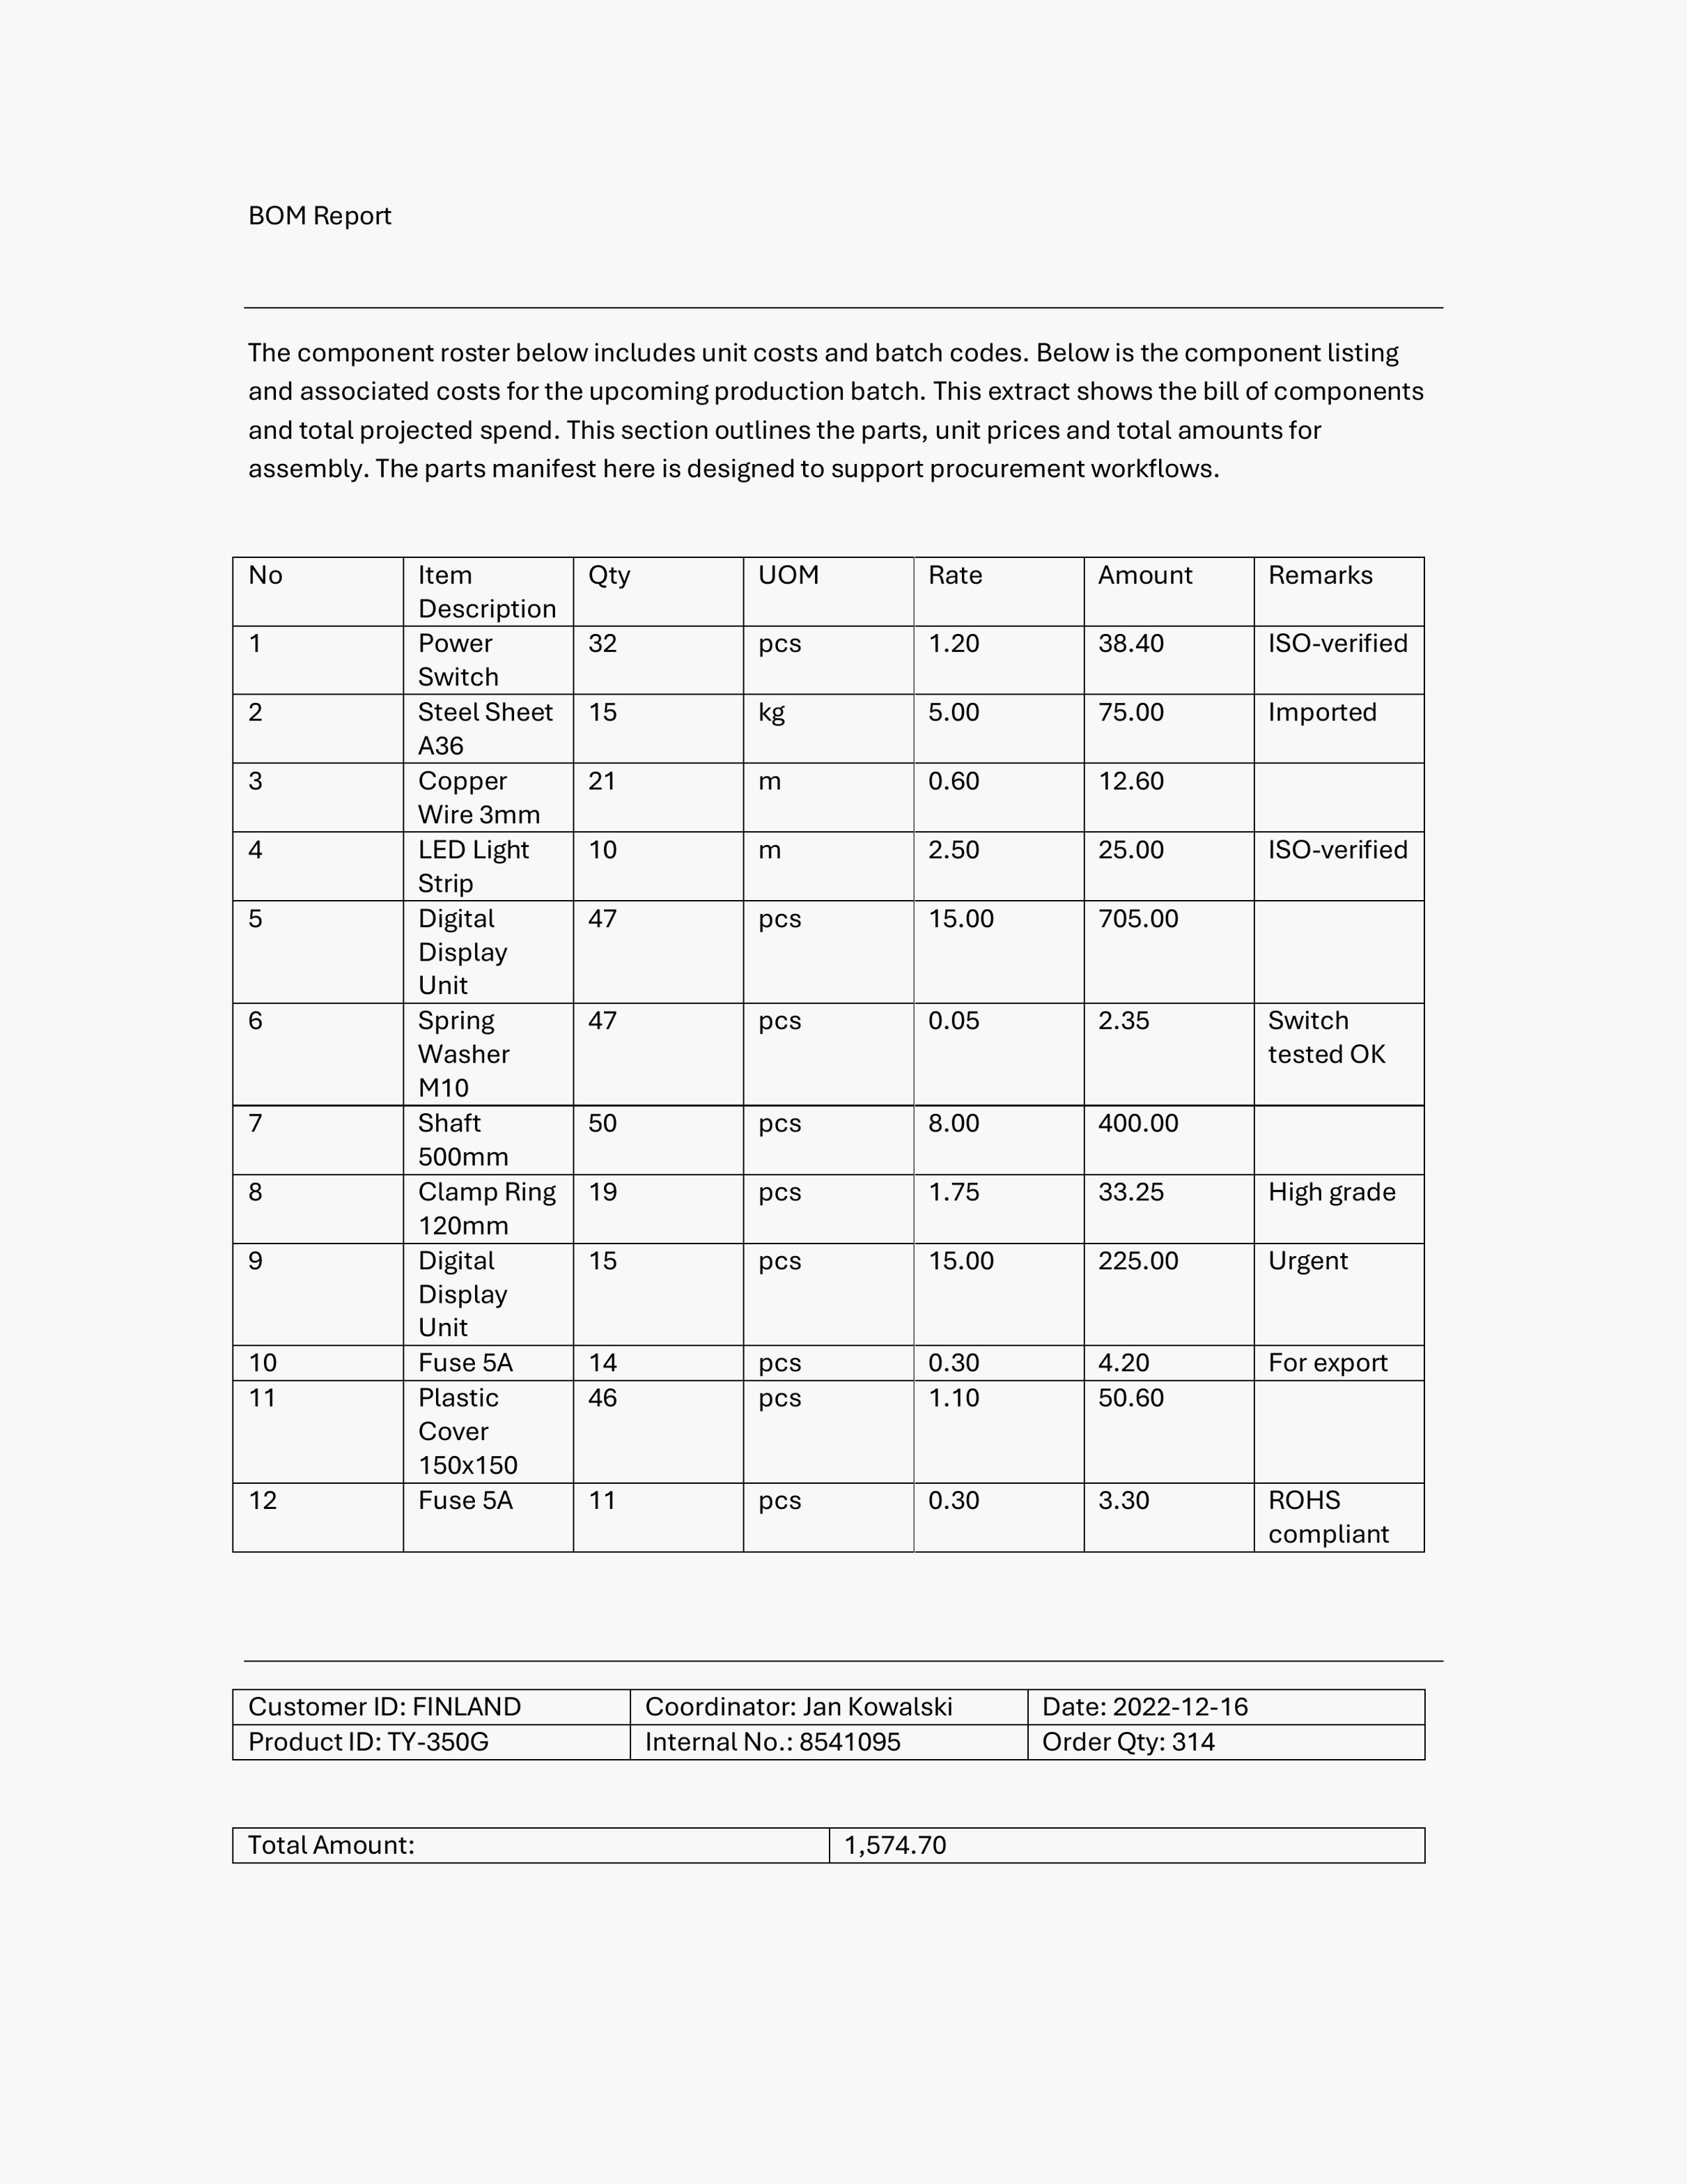 BOM Report
The component roster below includes unit costs and batch codes. Below is the component listing
and associated costs for the upcoming production batch. This extract shows the bill of components
and total projected spend. This section outlines the parts, unit prices and total amounts for
assembly. The parts manifest here is designed to support procurement workflows.
No Item Description Qty UOM Rate Amount Remarks
1 Power Switch 32 pcs 1.20 38.40 ISO-verified
2 Steel Sheet A36 15 kg 5.00 75.00 Imported
3 Copper Wire 3mm 21 m 0.60 12.60
4 LED Light Strip 10 m 2.50 25.00 ISO-verified
5 Digital Display Unit 47 pcs 15.00 705.00
6 Spring Washer M10 47 pcs 0.05 2.35 Switch tested OK
7 Shaft 500mm 50 pcs 8.00 400.00
8 Clamp Ring 120mm 19 pcs 1.75 33.25 High grade
9 Digital Display Unit 15 pcs 15.00 225.00 Urgent
10 Fuse 5A 14 pcs 0.30 4.20 For export
11 Plastic Cover 150x150 46 pcs 1.10 50.60
12 Fuse 5A 11 pcs 0.30 3.30 ROHS compliant
Customer ID: FINLAND Coordinator: Jan Kowalski Date: 2022-12-16
Product ID: TY-350G Internal No.: 8541095 Order Qty: 314
Total Amount: 1,574.70